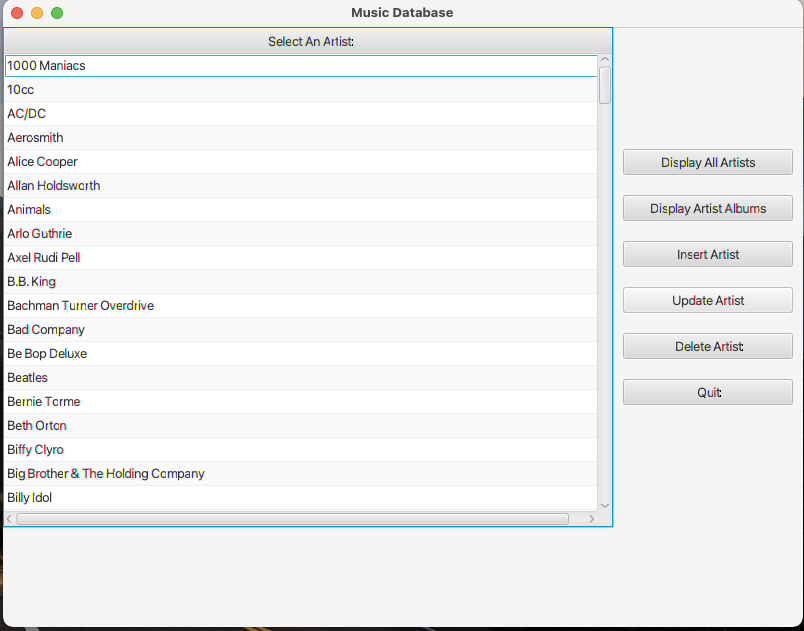 Music Database
Select An Artist:
1000 Maniacs
10cc
AC/DC
Aerosmith
Alice Cooper
Allan Holdsworth
Animals
Arlo Guthrie
Axel Rudi Pell
B.B. King
Bachman Turner Overdrive
Bad Company
Be Bop Deluxe
Beatles
Bernie Torme
Beth Orton
Biffy Clyro
Big Brother & The Holding Company
Billy Idol
Display All Artists
Display Artist Albums
Insert Artist
Update Artist
Delete Artist:
Quit: